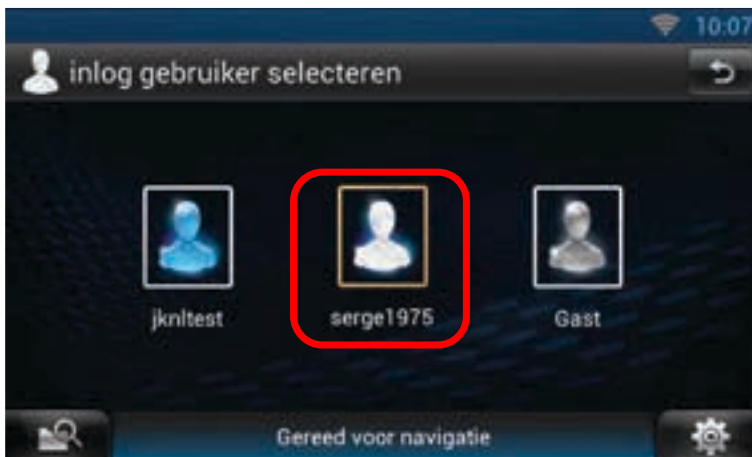 10:07
inlog gebruiker selecteren
jknltest
serge1975
Gast
Gereed voor navigatie